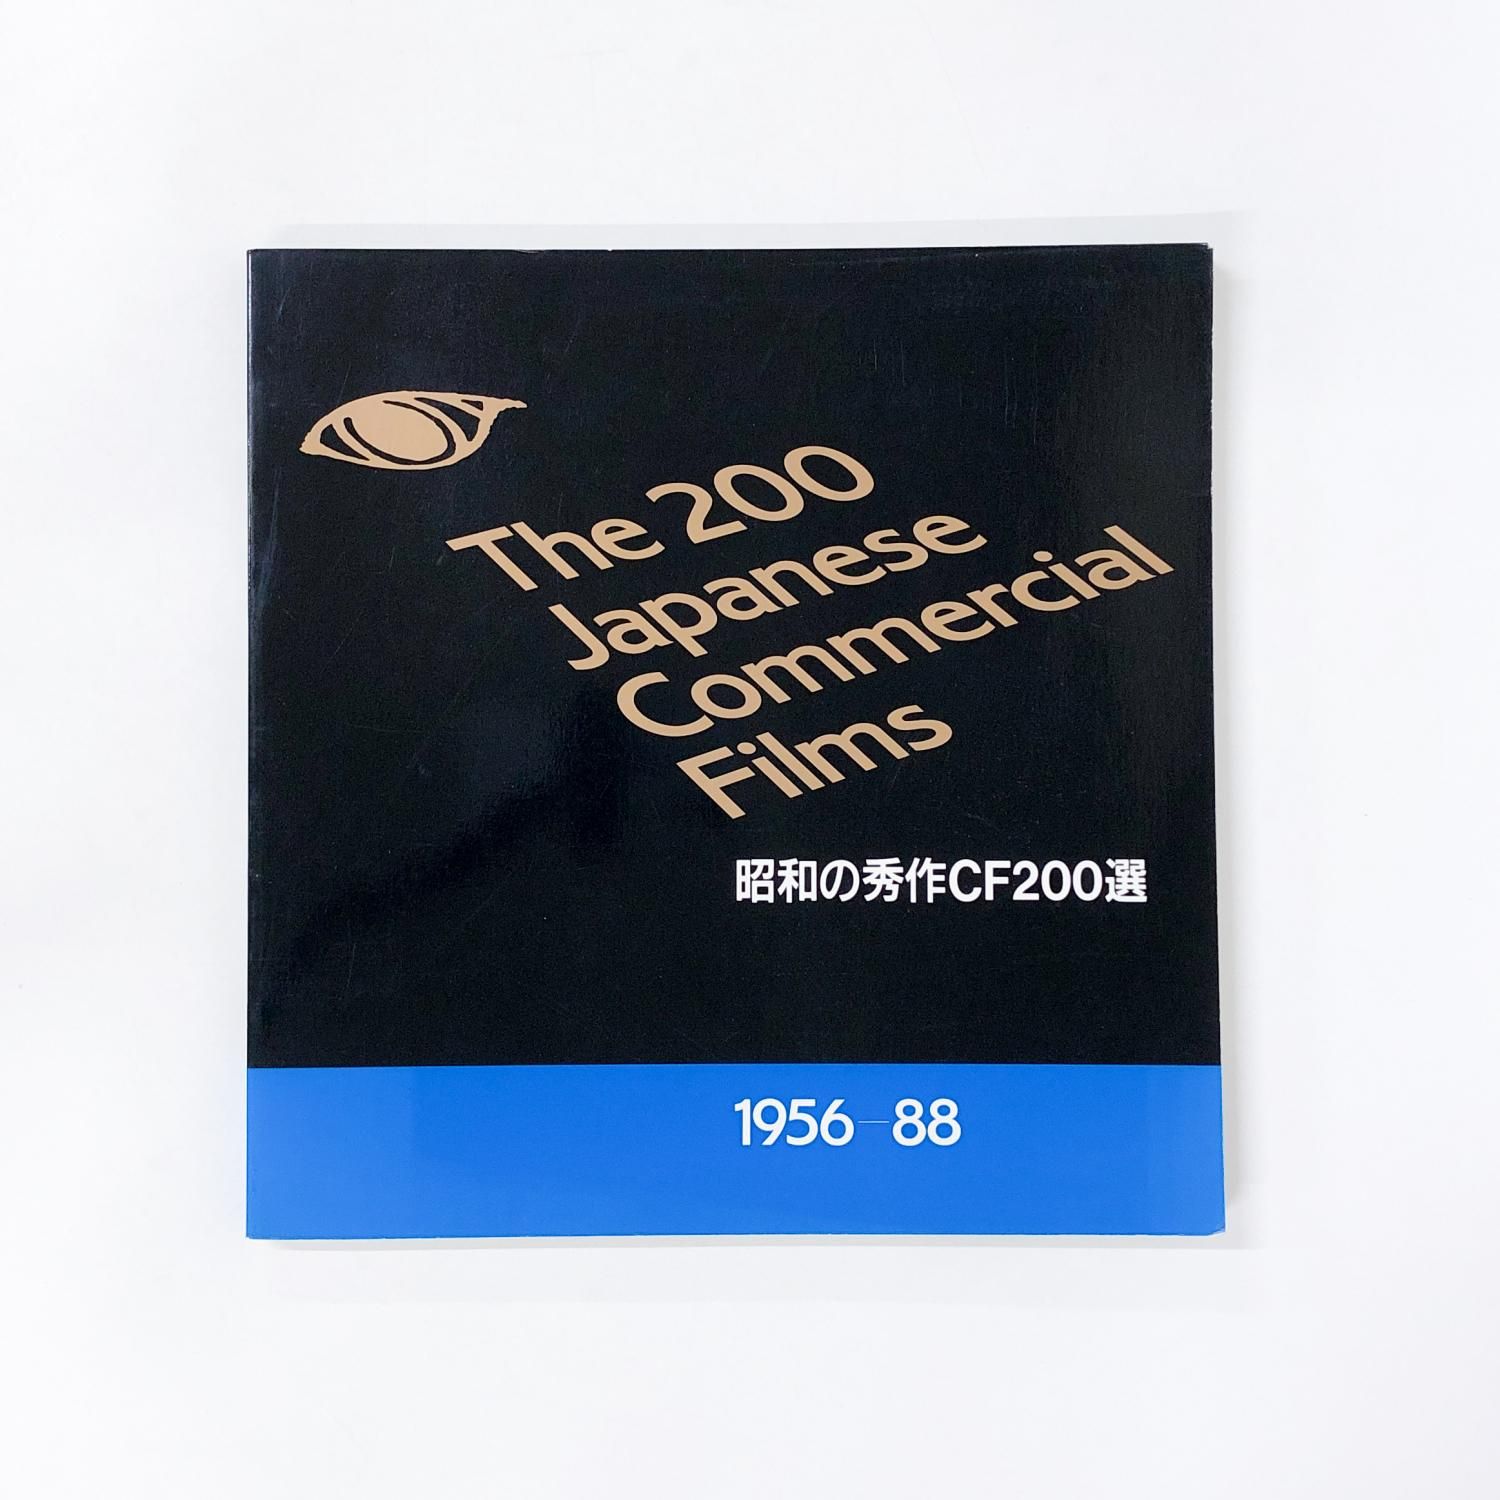 The 200
Japanese
Commercial
Films
昭和の秀作CF200選
1956–88